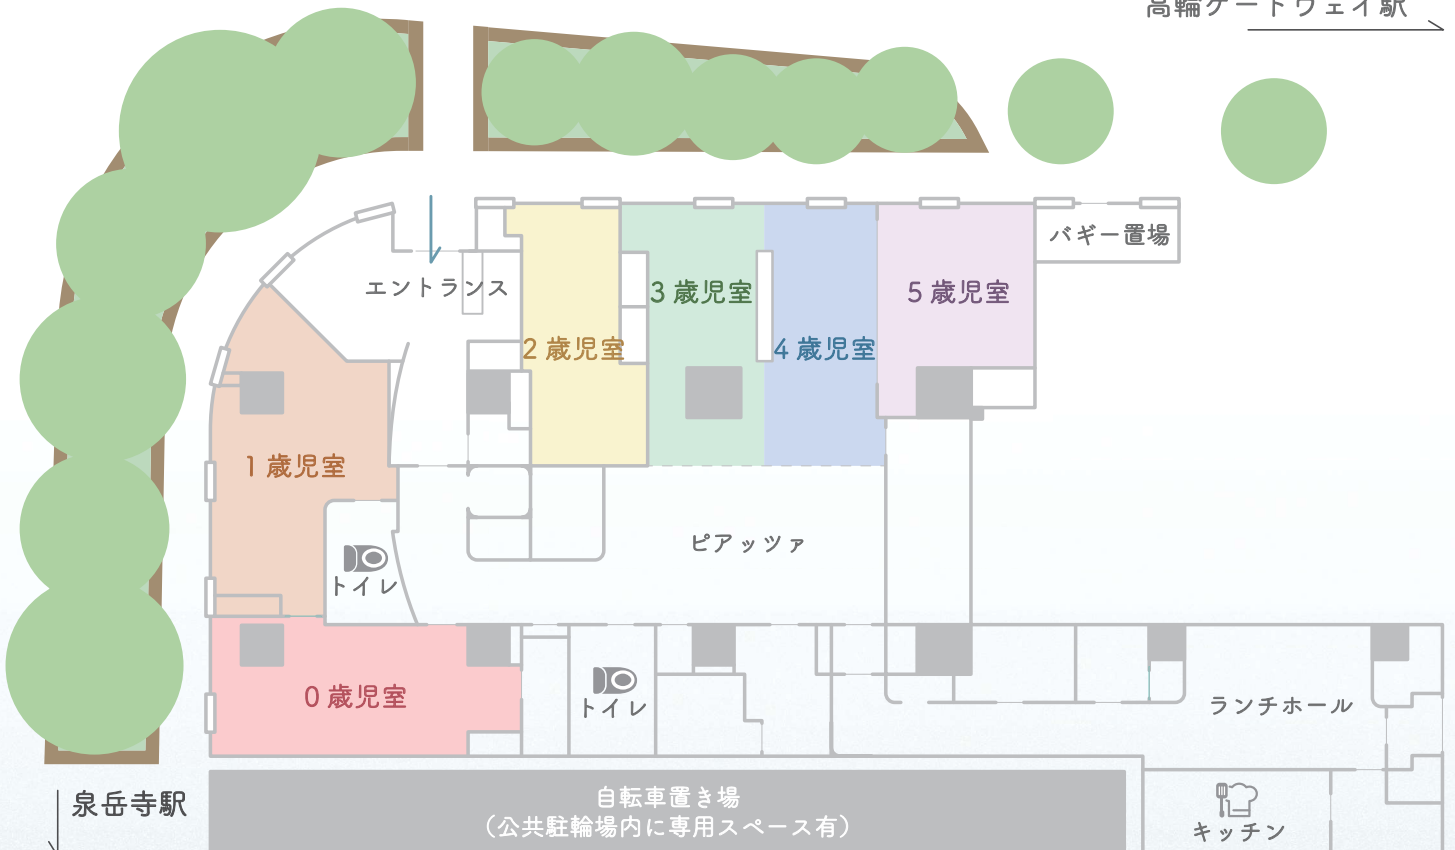 高輪ゲートウェイ駅
バギー置場
エントランス
3歳児室
5歳児室
2歳児室
4歳児室
1歳児室
ピアッツァ
トイレ
0歳児室
トイレ
ランチホール
泉岳寺駅
自転車置き場
（公共駐輪場内に専用スペース有）
キッチン